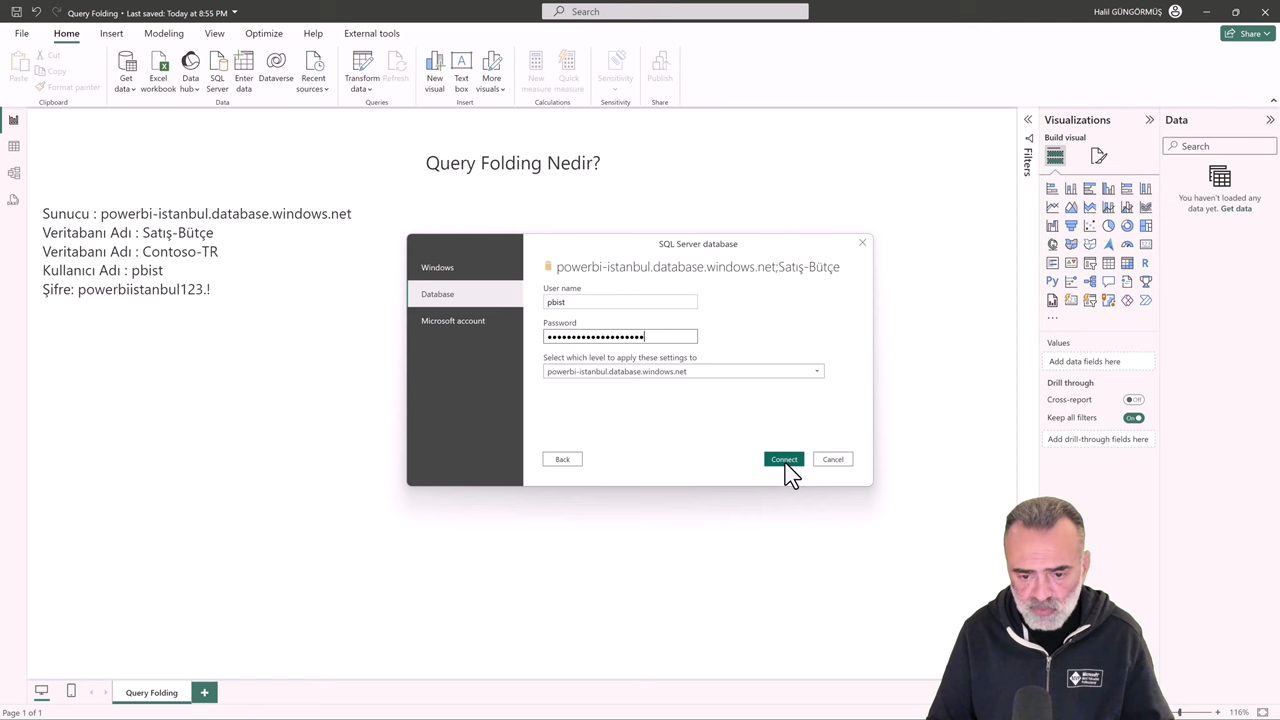 Query Folding • Last saved: Today at 8:55 PM
Search
Halil GÜNGÖRMÜŞ
File Home Insert Modeling View Optimize Help External tools
Share
Paste
Cut
Copy
Format painter
Clipboard
Get data
Excel workbook
Data hub
SQL Server
Enter data
Dataverse
Recent sources
Data
Transform data
Refresh
Queries
New visual
Text box
More visuals
Insert
New measure
Quick measure
Calculations
Sensitivity
Sensitivity
Publish
Share
Query Folding Nedir?
Sunucu : powerbi-istanbul.database.windows.net
Veritabanı Adı : Satış-Bütçe
Veritabanı Adı : Contoso-TR
Kullanıcı Adı : pbist
Şifre: powerbiistanbul123.!
SQL Server database
Windows
Database
Microsoft account
powerbi-istanbul.database.windows.net;Satış-Bütçe
User name
pbist
Password
Select which level to apply these settings to
powerbi-istanbul.database.windows.net
Back
Connect
Cancel
Filters
Visualizations
Build visual
R
Py
123
Values
Add data fields here
Drill through
Cross-report
Off
Keep all filters
On
Add drill-through fields here
Data
Search
You haven't loaded
any data yet. Get data
Query Folding
Page 1 of 1
116%